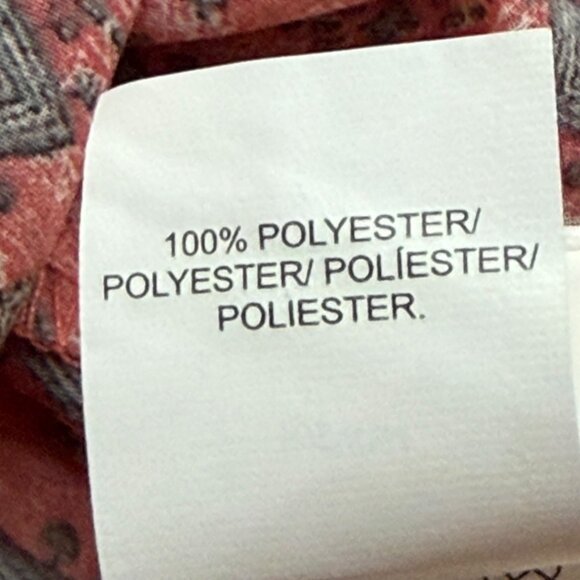 100% POLYESTER/
POLYESTER/ POLÍESTER/
POLIESTER.